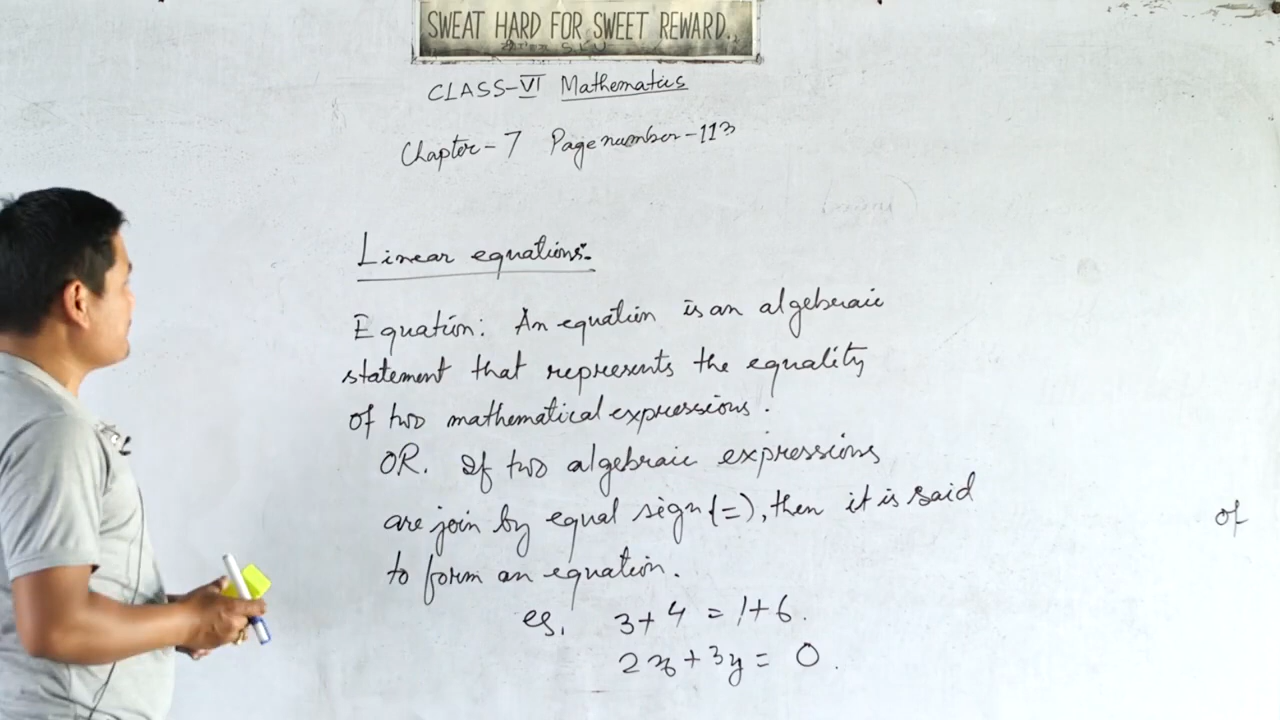 SWEAT HARD FOR SWEET REWARD..
CLASS-VI Mathematics
Chapter-7 Page number-113
Linear equations:-
Equation: An equation is an algeberaic
statement that represents the equality
of two mathematical expressions.
OR. If two algebraic expressions
are join by equal sign (=), then it is said
to form an equation.
of
eg. 3+4 = 1+6.
2x+3y = 0.